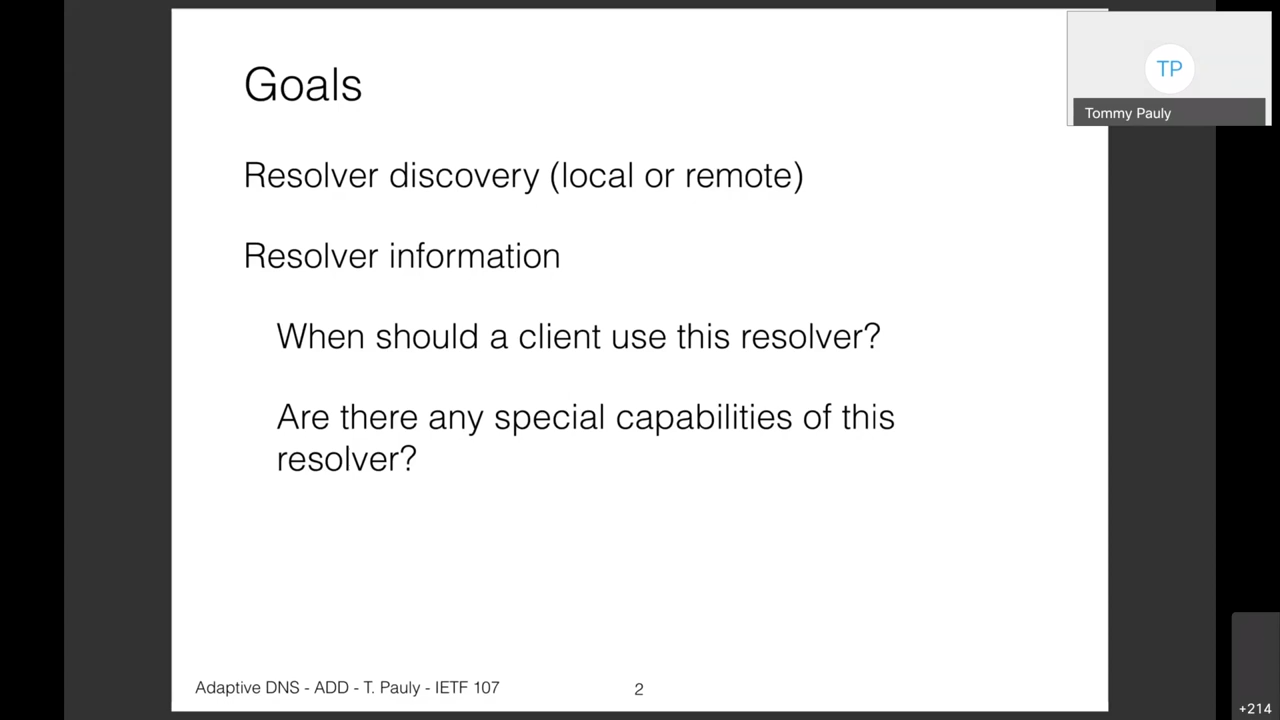 Goals
Resolver discovery (local or remote)
Resolver information
When should a client use this resolver?
Are there any special capabilities of this
resolver?
Adaptive DNS - ADD - T. Pauly - IETF 107
2
TP
Tommy Pauly
+214